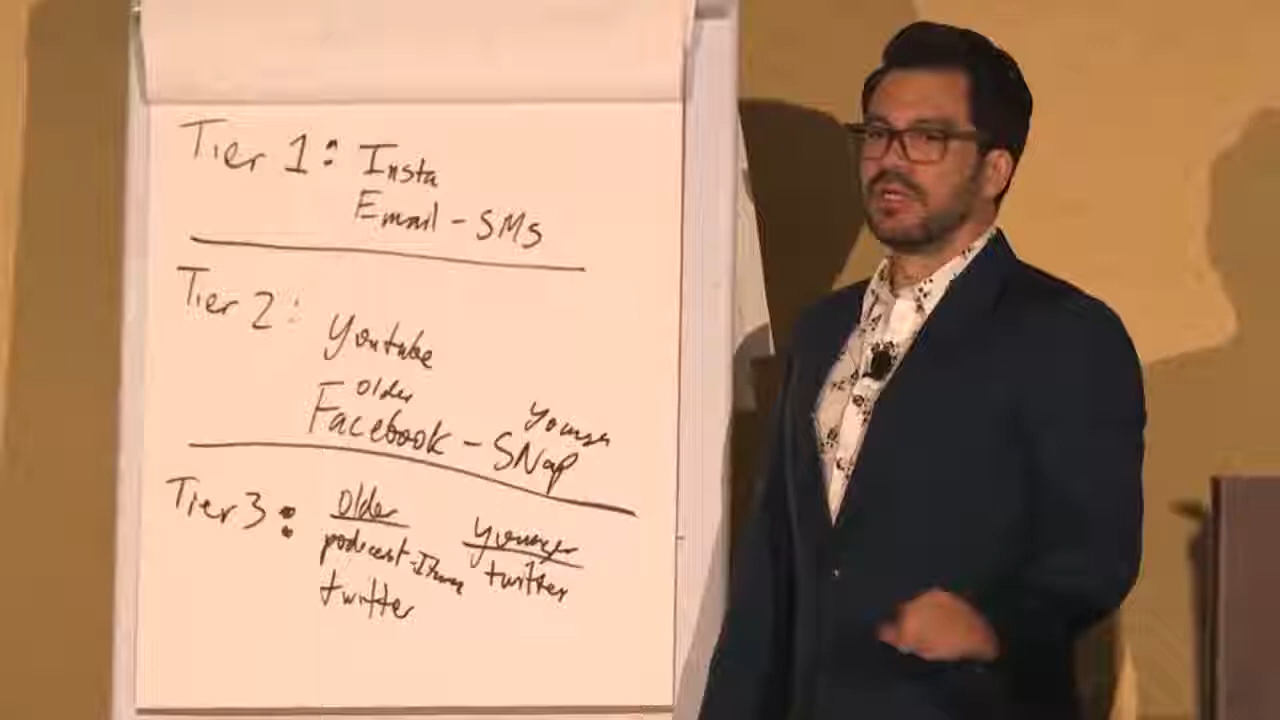 Tier 1: Insta
Email - SMS
Tier 2:
Youtube
older
Facebook - SNap
younger
Tier 3: older
podcast - Itunes
twitter
younger
twitter